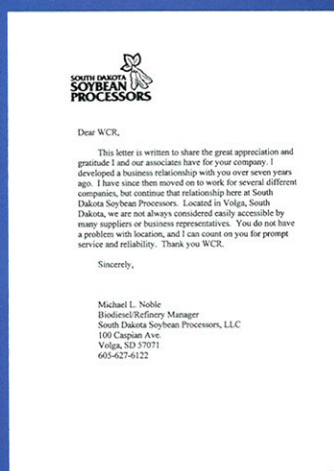 SOUTH DAKOTA
SOYBEAN
PROCESSORS
Dear WCR,
This letter is written to share the great appreciation and
gratitude I and our associates have for your company. I
developed a business relationship with you over seven years
ago. I have since then moved on to work for several different
companies, but continue that relationship here at South
Dakota Soybean Processors. Located in Volga, South
Dakota, we are not always considered easily accessible by
many suppliers or business representatives. You do not have
a problem with location, and I can count on you for prompt
service and reliability. Thank you WCR.
Sincerely,
Michael L. Noble
Biodiesel/Refinery Manager
South Dakota Soybean Processors, LLC
100 Caspian Ave.
Volga, SD 57071
605-627-6122